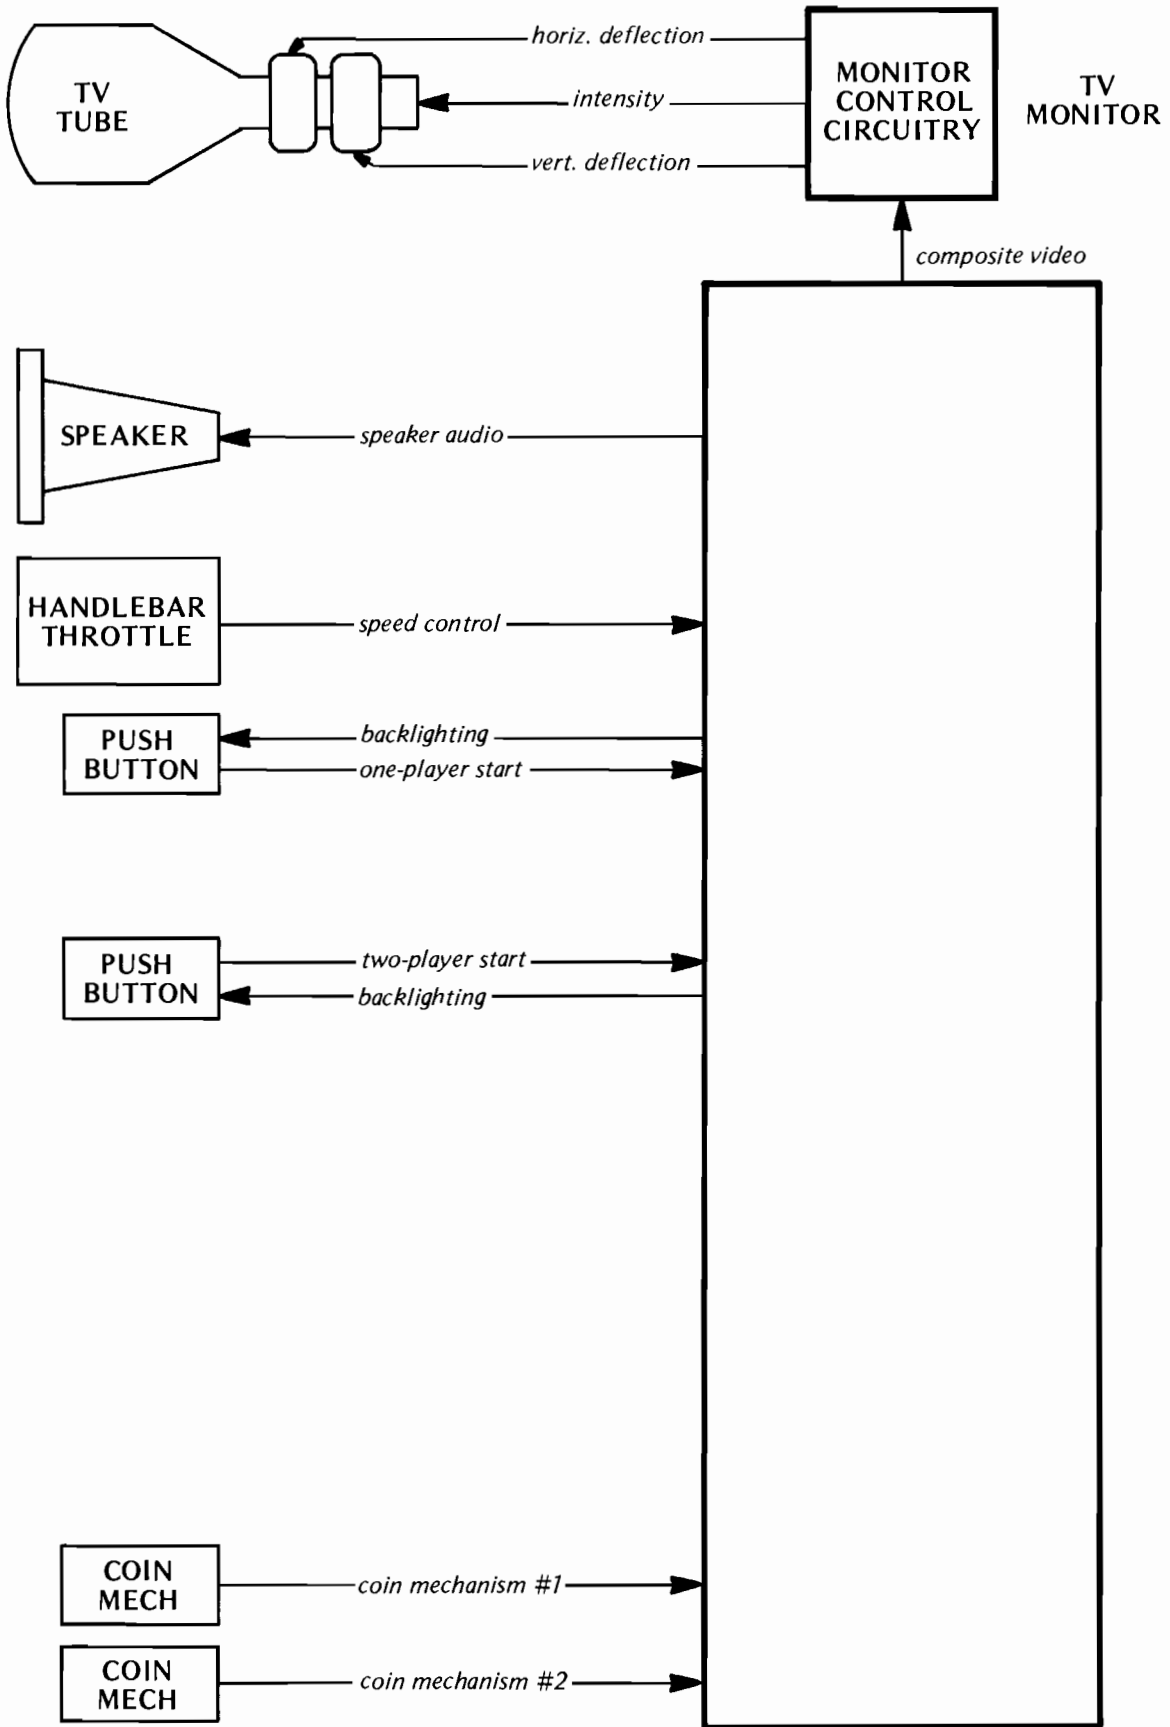 horiz. deflection
TV
TUBE
intensity
vert. deflection
MONITOR
CONTROL
CIRCUITRY
TV
MONITOR
composite video
SPEAKER
speaker audio
HANDLEBAR
THROTTLE
speed control
PUSH
BUTTON
backlighting
one-player start
PUSH
BUTTON
two-player start
backlighting
COIN
MECH
coin mechanism #1
COIN
MECH
coin mechanism #2